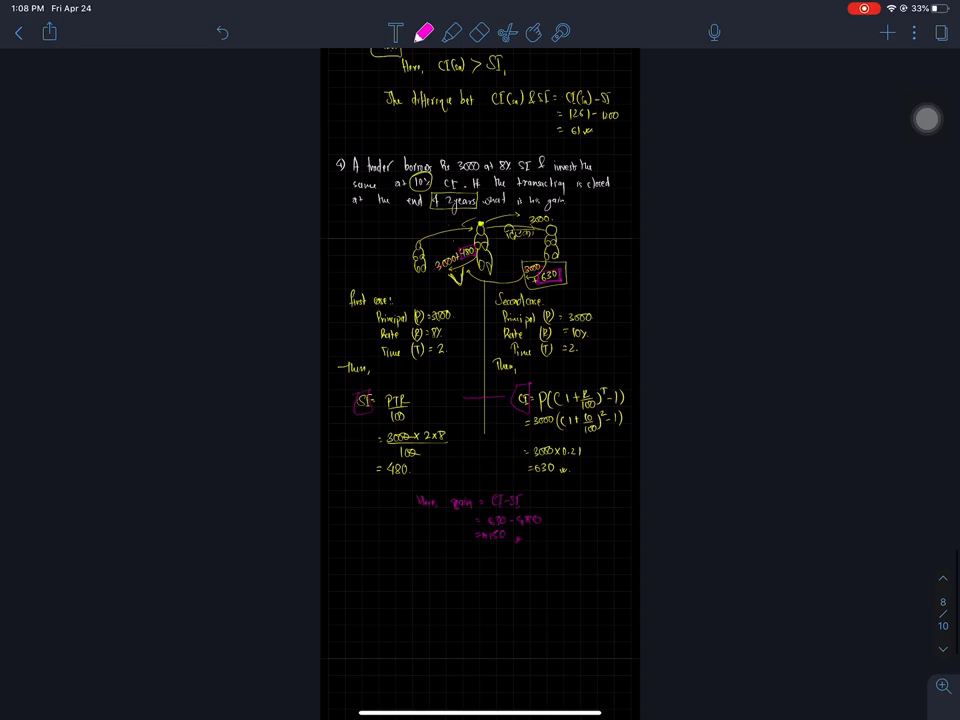 1:08 PM Fri Apr 24
33%
T
Here, CI(sa) > SI,
The difference bet CI(sa) & SI = CI(sa) - SI
= 1261 - 1200
= 61
4) A trader borrows Rs 3000 at 8% SI & invest the
same at 10% CI. If the transaction is closed
at the end of 2 years what is his gain
3000.
3000+480
3000
+630
First case:
Principal (P) = 3000.
Rate (R) = 8%
Time (T) = 2.
Then,
SI = PTR
100
= 3000 x 2 x 8
100
= 480.
Second case.
Principal (P) = 3000.
Rate (R) = 10%
Time (T) = 2.
Then,
CI = P((1+R/100)^T-1)
= 3000((1+10/100)^2-1)
= 3000 x 0.21
= 630
gain = CI-SI
= 630 - 480
= 150
8
/
10